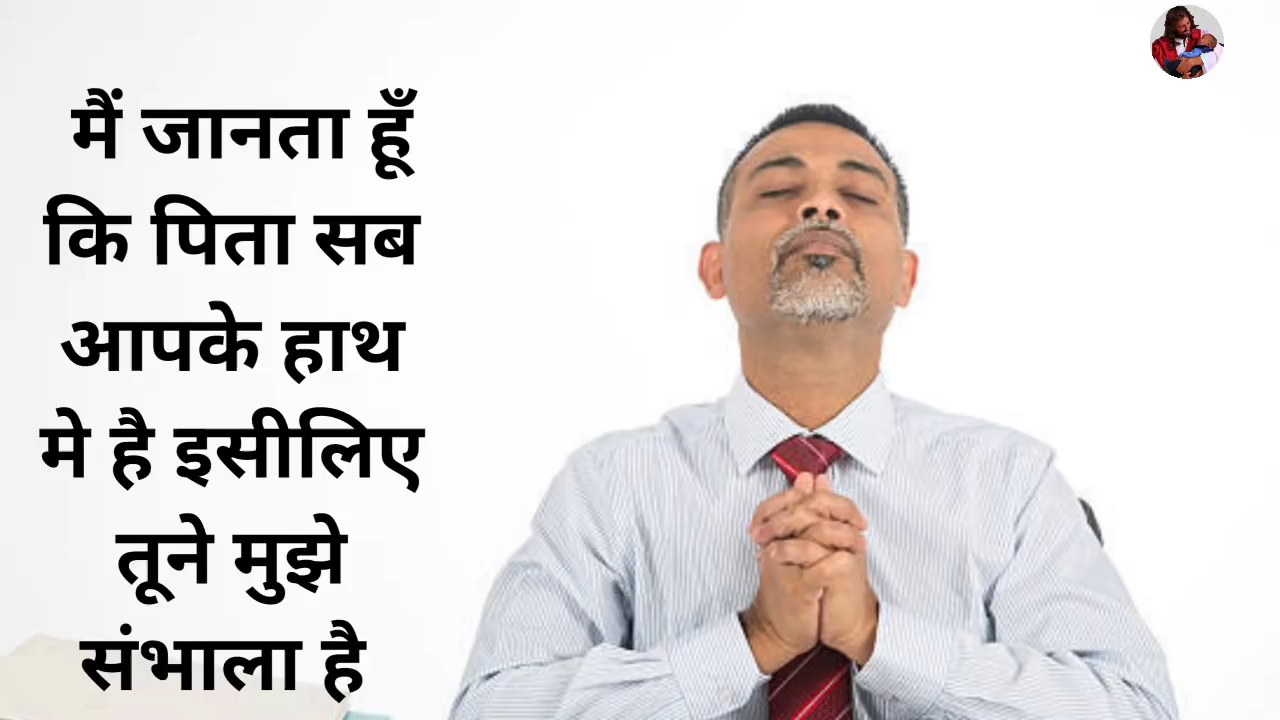 मैं जानता हूँ
कि पिता सब
आपके हाथ
मे है इसीलिए
तूने मुझे
संभाला है